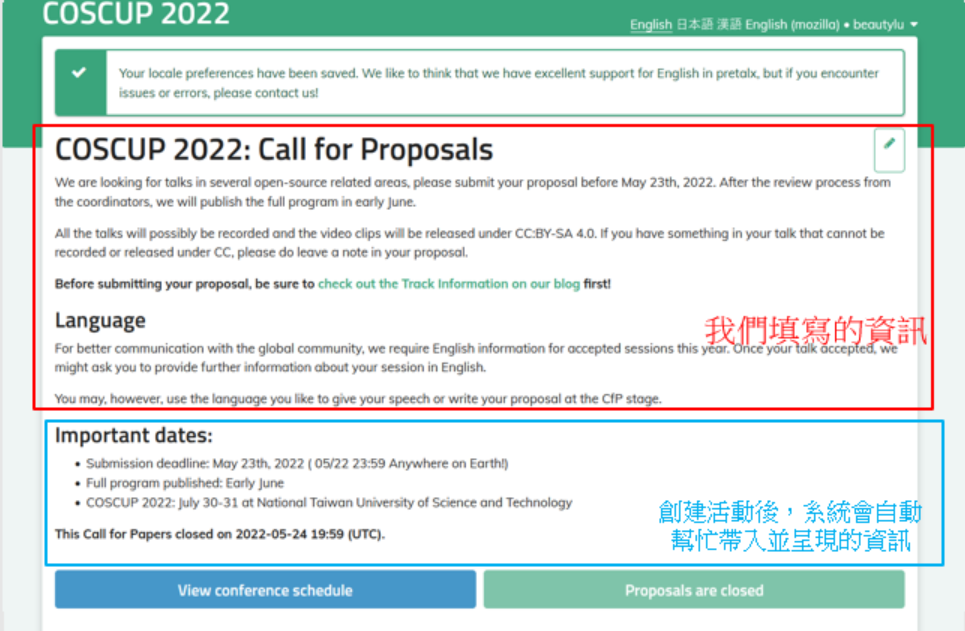 COSCUP 2022
English 日本語 漢語 English (mozilla) • beautylu
Your locale preferences have been saved. We like to think that we have excellent support for English in pretalx, but if you encounter
issues or errors, please contact us!
COSCUP 2022: Call for Proposals
We are looking for talks in several open-source related areas, please submit your proposal before May 23th, 2022. After the review process from
the coordinators, we will publish the full program in early June.
All the talks will possibly be recorded and the video clips will be released under CC:BY-SA 4.0. If you have something in your talk that cannot be
recorded or released under CC, please do leave a note in your proposal.
Before submitting your proposal, be sure to check out the Track Information on our blog first!
Language
我們填寫的資訊
For better communication with the global community, we require English information for accepted sessions this year. Once your talk accepted, we
might ask you to provide further information about your session in English.
You may, however, use the language you like to give your speech or write your proposal at the CfP stage.
Important dates:
• Submission deadline: May 23th, 2022 ( 05/22 23:59 Anywhere on Earth!)
• Full program published: Early June
• COSCUP 2022: July 30-31 at National Taiwan University of Science and Technology
創建活動後，系統會自動
幫忙帶入並呈現的資訊
This Call for Papers closed on 2022-05-24 19:59 (UTC).
View conference schedule
Proposals are closed